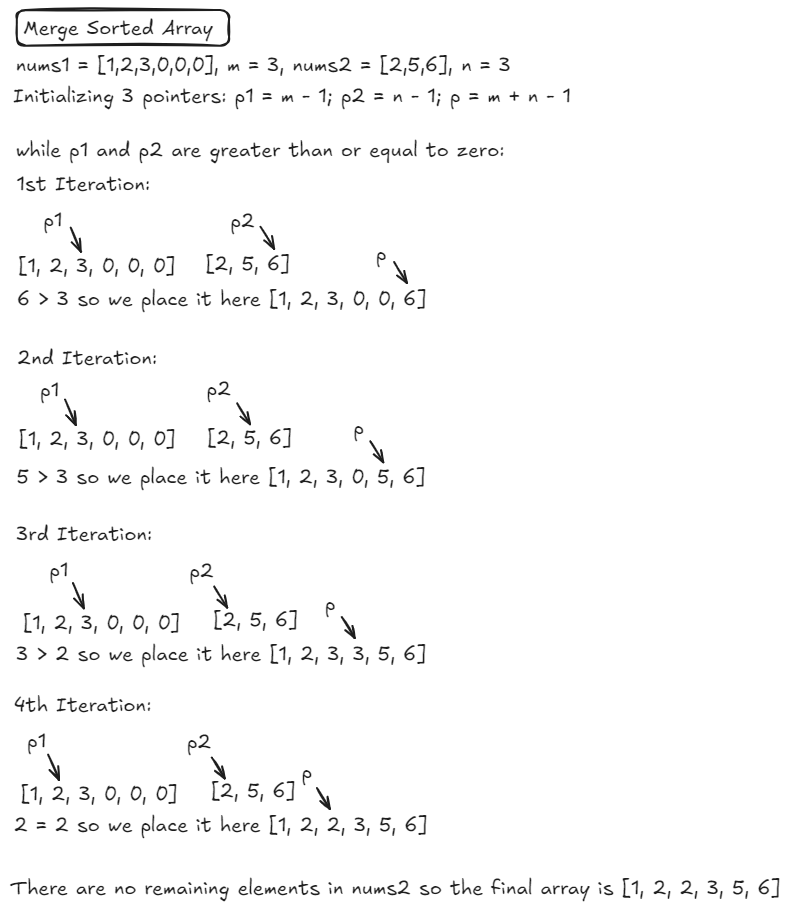 Merge Sorted Array
nums1 = [1,2,3,0,0,0], m = 3, nums2 = [2,5,6], n = 3
Initializing 3 pointers: p1 = m - 1; p2 = n - 1; p = m + n - 1
while p1 and p2 are greater than or equal to zero:
1st Iteration:
p1 p2
[1, 2, 3, 0, 0, 0] [2, 5, 6] p
6 > 3 so we place it here [1, 2, 3, 0, 0, 6]
2nd Iteration:
p1 p2
[1, 2, 3, 0, 0, 0] [2, 5, 6] p
5 > 3 so we place it here [1, 2, 3, 0, 5, 6]
3rd Iteration:
p1 p2
[1, 2, 3, 0, 0, 0] [2, 5, 6] p
3 > 2 so we place it here [1, 2, 3, 3, 5, 6]
4th Iteration:
p1 p2
[1, 2, 3, 0, 0, 0] [2, 5, 6] p
2 = 2 so we place it here [1, 2, 2, 3, 5, 6]
There are no remaining elements in nums2 so the final array is [1, 2, 2, 3, 5, 6]